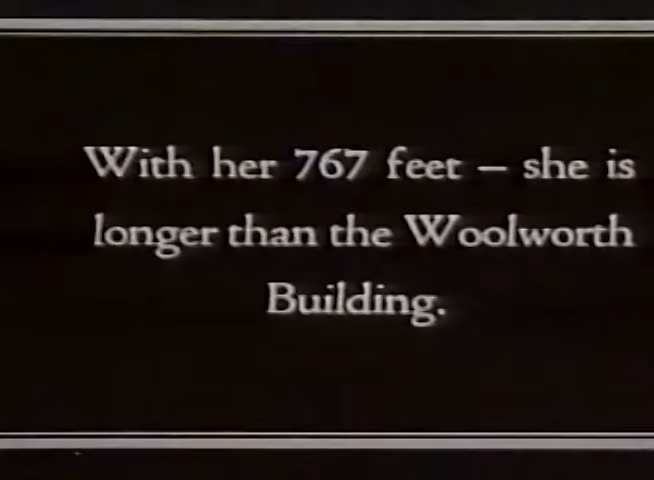 With her 767 feet – she is
longer than the Woolworth
Building.